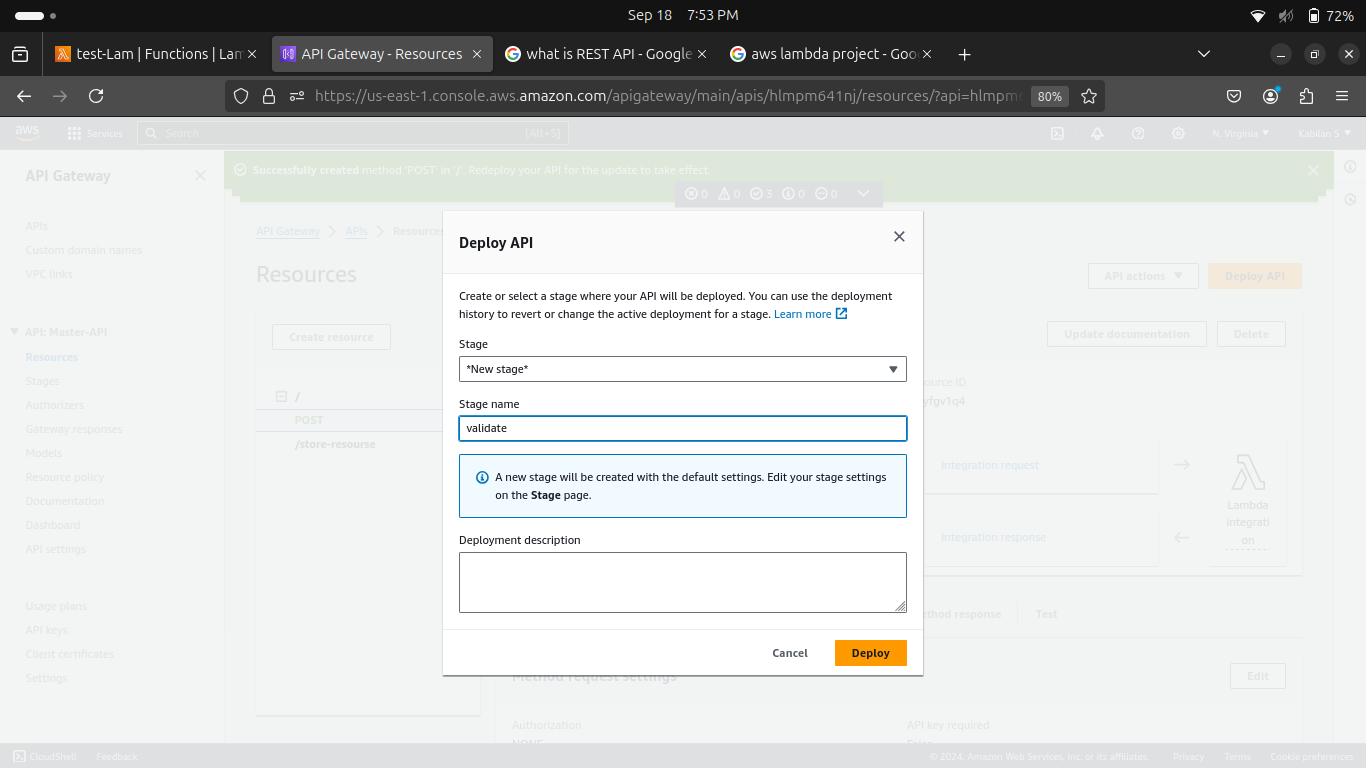 Sep 18 7:53 PM
72%
test-Lam | Functions | Lam
API Gateway - Resources
what is REST API - Google
aws lambda project - Goo
https://us-east-1.console.aws.amazon.com/apigateway/main/apis/hlmpm641nj/resources/?api=hlmpm6
80%
aws
Services
Search
[Alt+S]
N. Virginia
Kabilan S
API Gateway
Successfully created method 'POST' in '/'. Redeploy your API for the update to take effect.
0 0 3 0 0
APIs
Custom domain names
VPC links
API: Master-API
Resources
Stages
Authorizers
Gateway responses
Models
Resource policy
Documentation
Dashboard
API settings
Usage plans
API keys
Client certificates
Settings
API Gateway
APIs
Resources
Resources
API actions
Deploy API
Create resource
Update documentation
Delete
/
POST
/store-resourse
ource ID
yfgv1q4
Integration request
Integration response
Lambda
integrati
on
ethod response
Test
Method request settings
Edit
Authorization
NONE
API key required
False
Deploy API
Create or select a stage where your API will be deployed. You can use the deployment
history to revert or change the active deployment for a stage. Learn more
Stage
*New stage*
Stage name
validate
A new stage will be created with the default settings. Edit your stage settings
on the Stage page.
Deployment description
Cancel
Deploy
CloudShell
Feedback
© 2024, Amazon Web Services, Inc. or its affiliates.
Privacy
Terms
Cookie preferences